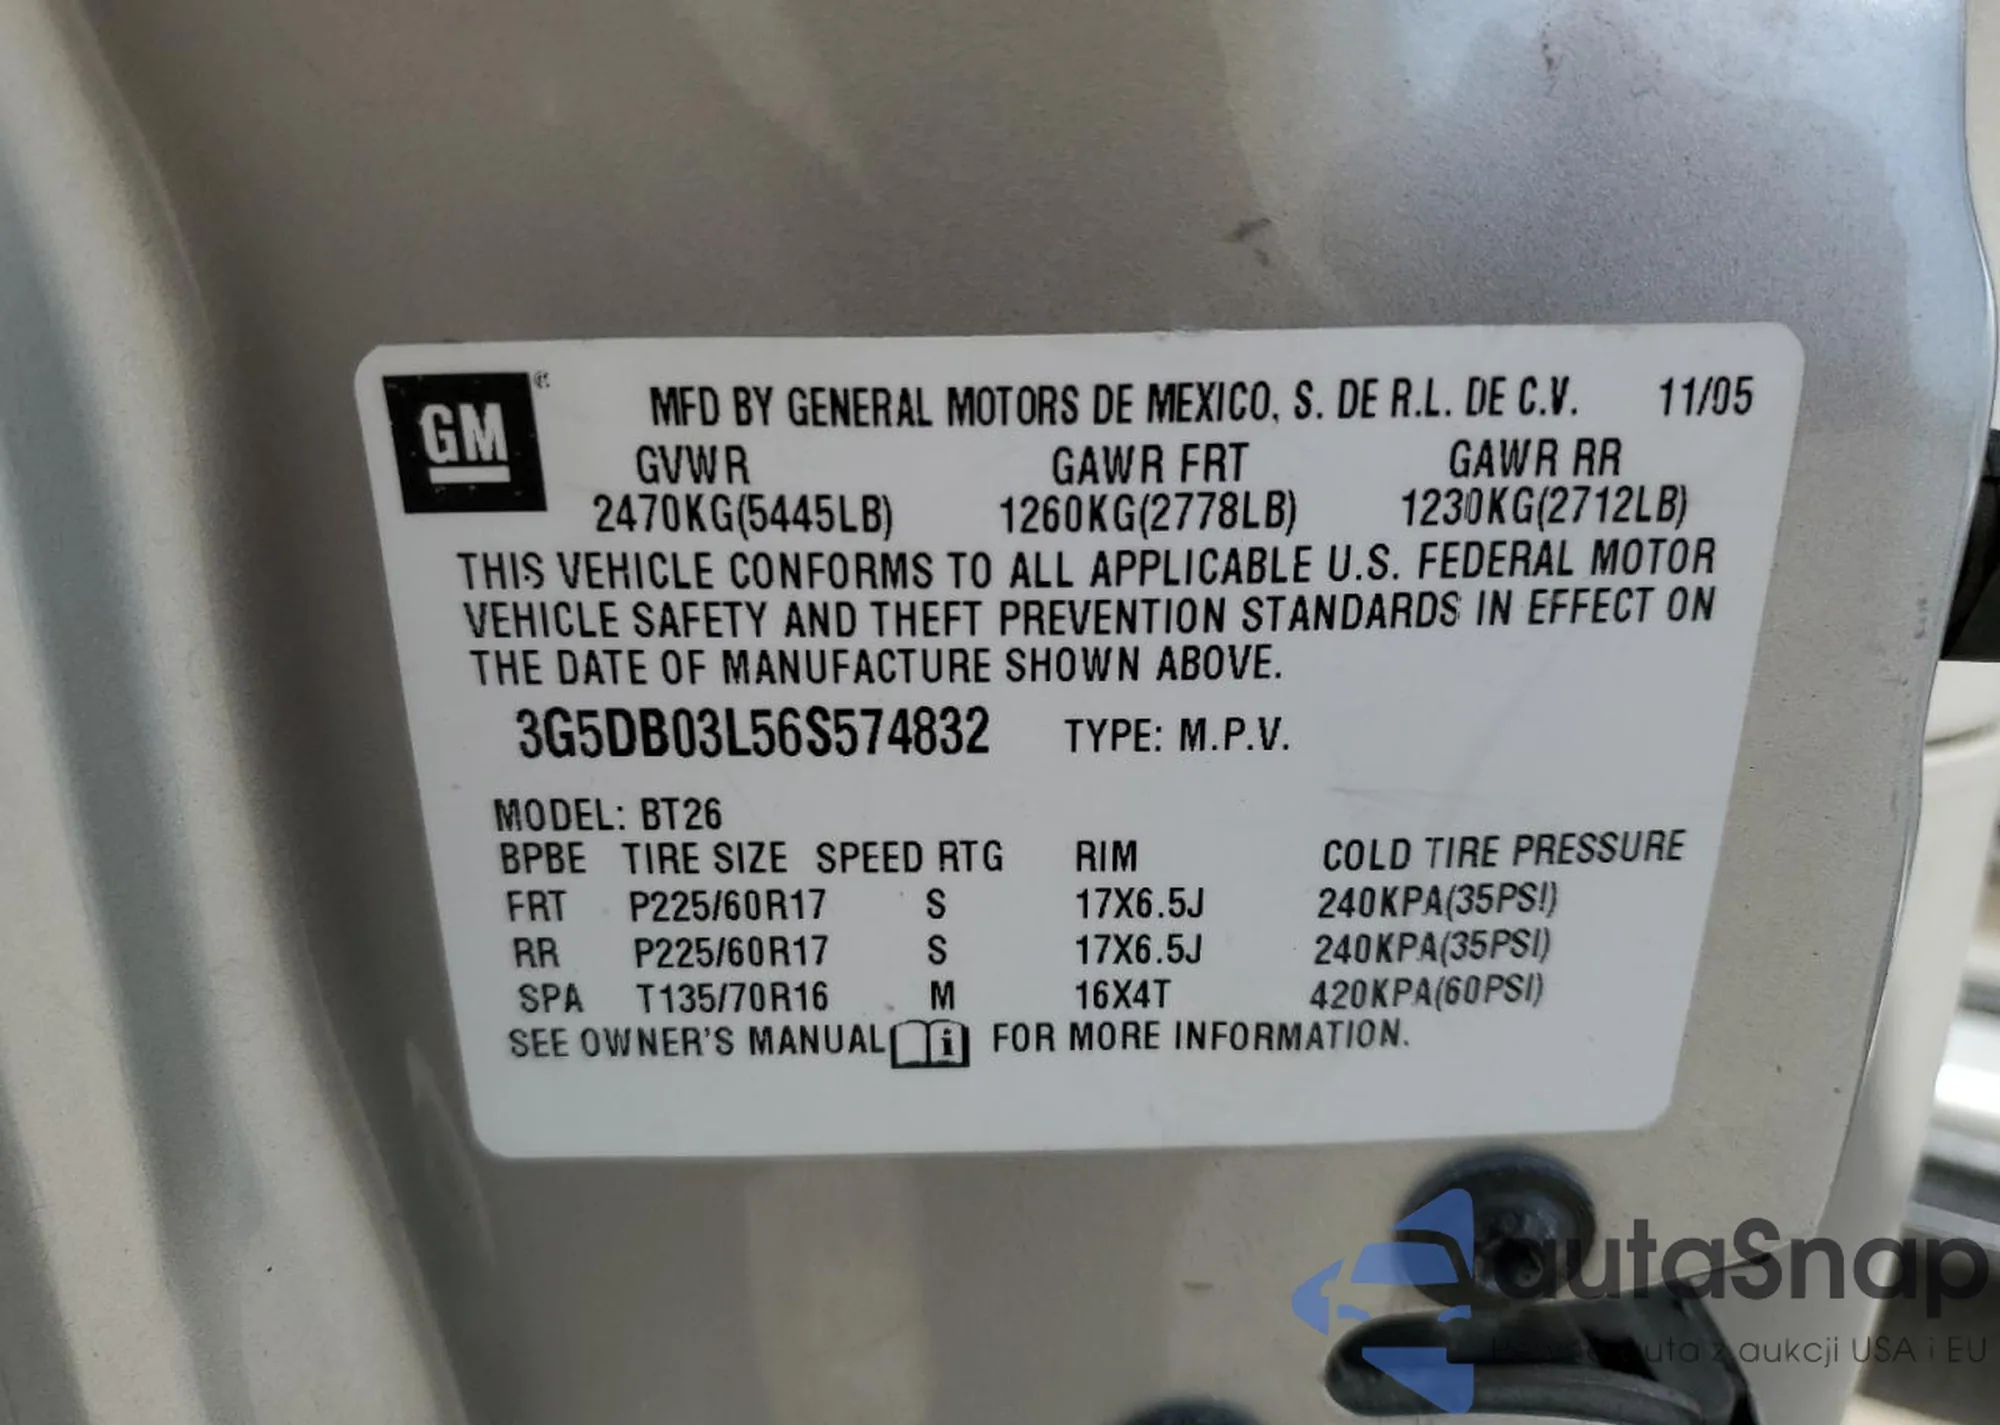 GM ®
MFD BY GENERAL MOTORS DE MEXICO, S. DE R.L. DE C.V. 11/05
GVWR GAWR FRT GAWR RR
2470KG(5445LB) 1260KG(2778LB) 1230KG(2712LB)
THIS VEHICLE CONFORMS TO ALL APPLICABLE U.S. FEDERAL MOTOR
VEHICLE SAFETY AND THEFT PREVENTION STANDARDS IN EFFECT ON
THE DATE OF MANUFACTURE SHOWN ABOVE.
3G5DB03L56S574832 TYPE: M.P.V.
MODEL: BT26
BPBE TIRE SIZE SPEED RTG RIM COLD TIRE PRESSURE
FRT P225/60R17 S 17X6.5J 240KPA(35PSI)
RR P225/60R17 S 17X6.5J 240KPA(35PSI)
SPA T135/70R16 M 16X4T 420KPA(60PSI)
SEE OWNER'S MANUAL i FOR MORE INFORMATION.
autaSnap
auta z aukcji USA i EU